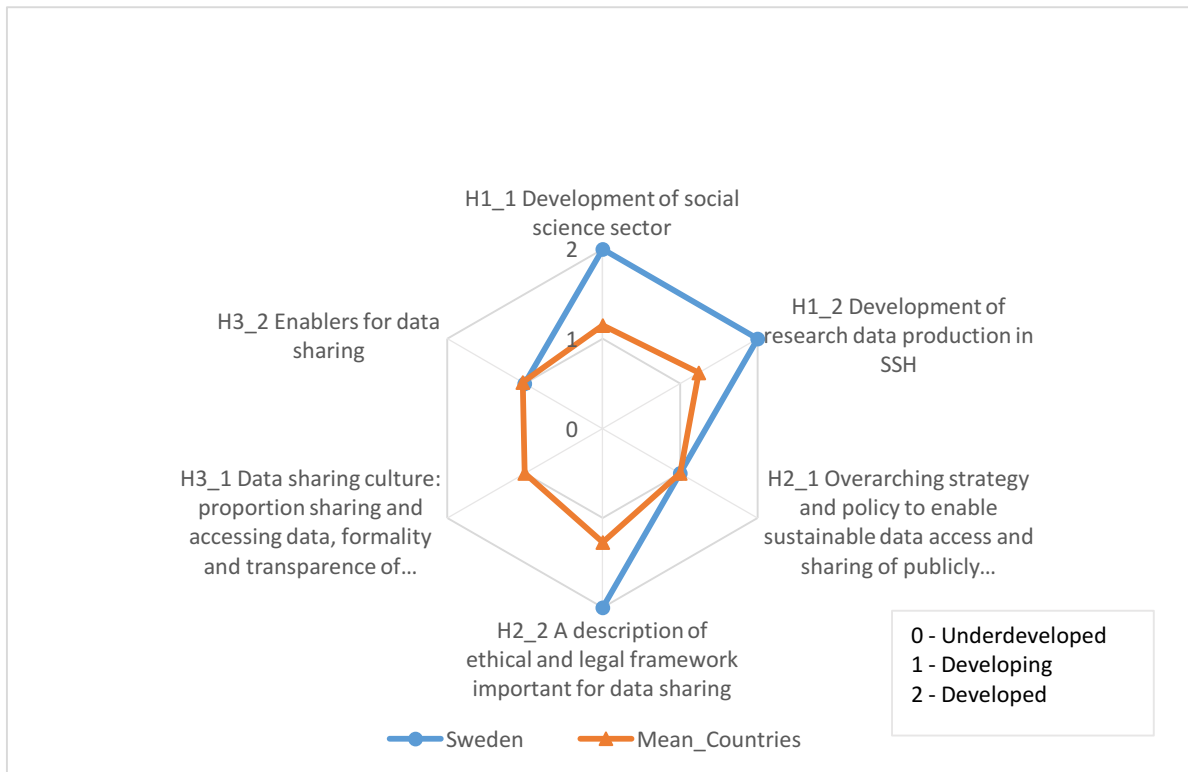 H1_1 Development of social
science sector
2
H1_2 Development of
research data production in
SSH
H3_2 Enablers for data
sharing
1
0
H3_1 Data sharing culture:
proportion sharing and
accessing data, formality
and transparence of...
H2_1 Overarching strategy
and policy to enable
sustainable data access and
sharing of publicly...
H2_2 A description of
ethical and legal framework
important for data sharing
0 - Underdeveloped
1 - Developing
2 - Developed
Sweden
Mean_Countries